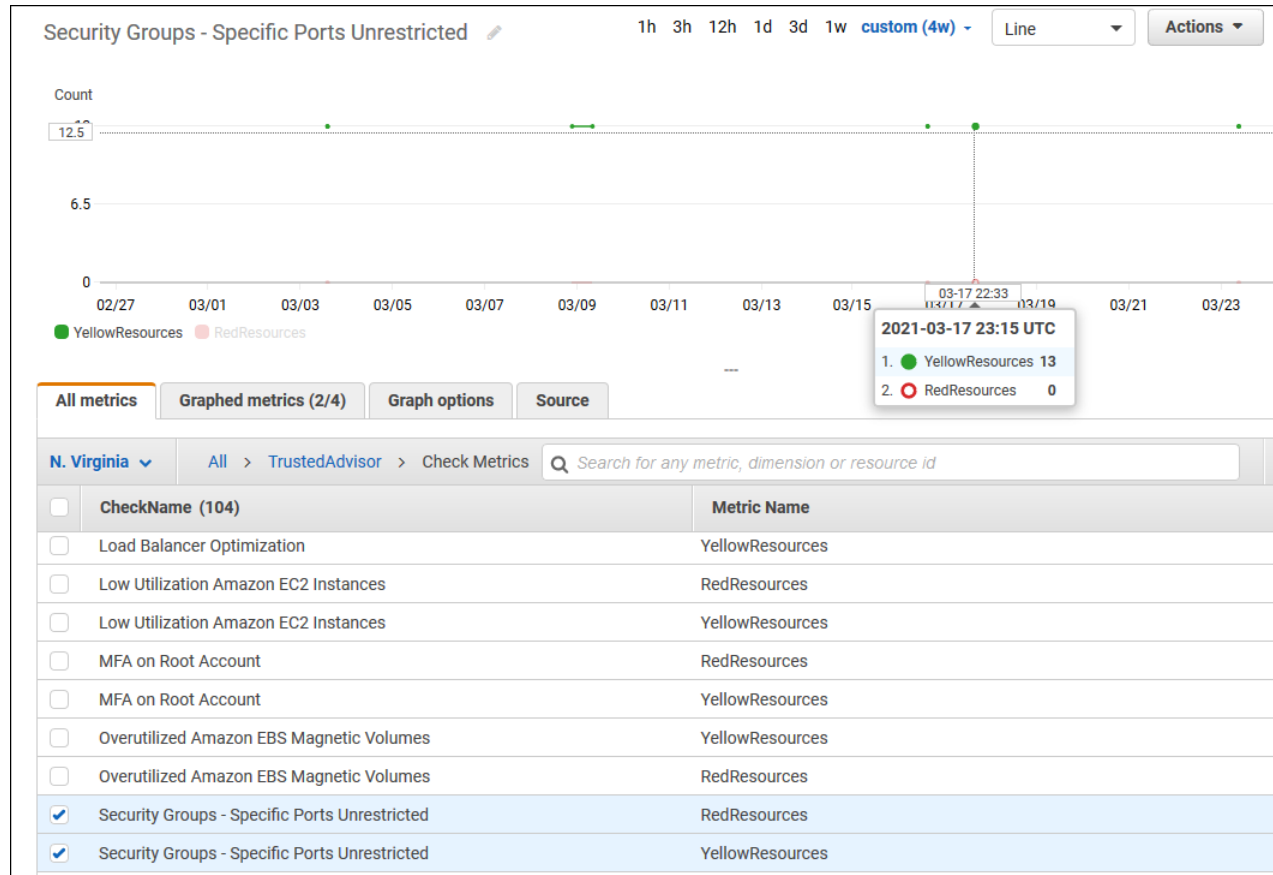 Security Groups - Specific Ports Unrestricted 1h 3h 12h 1d 3d 1w custom (4w) Line Actions
Count
12.5
6.5
0
02/27 03/01 03/03 03/05 03/07 03/09 03/11 03/13 03/15 03/17 03/19 03/21 03/23
03-17 22:33
YellowResources RedResources
2021-03-17 23:15 UTC
1. YellowResources 13
2. RedResources 0
All metrics Graphed metrics (2/4) Graph options Source
N. Virginia All > TrustedAdvisor > Check Metrics Search for any metric, dimension or resource id
CheckName (104) Metric Name
Load Balancer Optimization YellowResources
Low Utilization Amazon EC2 Instances RedResources
Low Utilization Amazon EC2 Instances YellowResources
MFA on Root Account RedResources
MFA on Root Account YellowResources
Overutilized Amazon EBS Magnetic Volumes YellowResources
Overutilized Amazon EBS Magnetic Volumes RedResources
Security Groups - Specific Ports Unrestricted RedResources
Security Groups - Specific Ports Unrestricted YellowResources